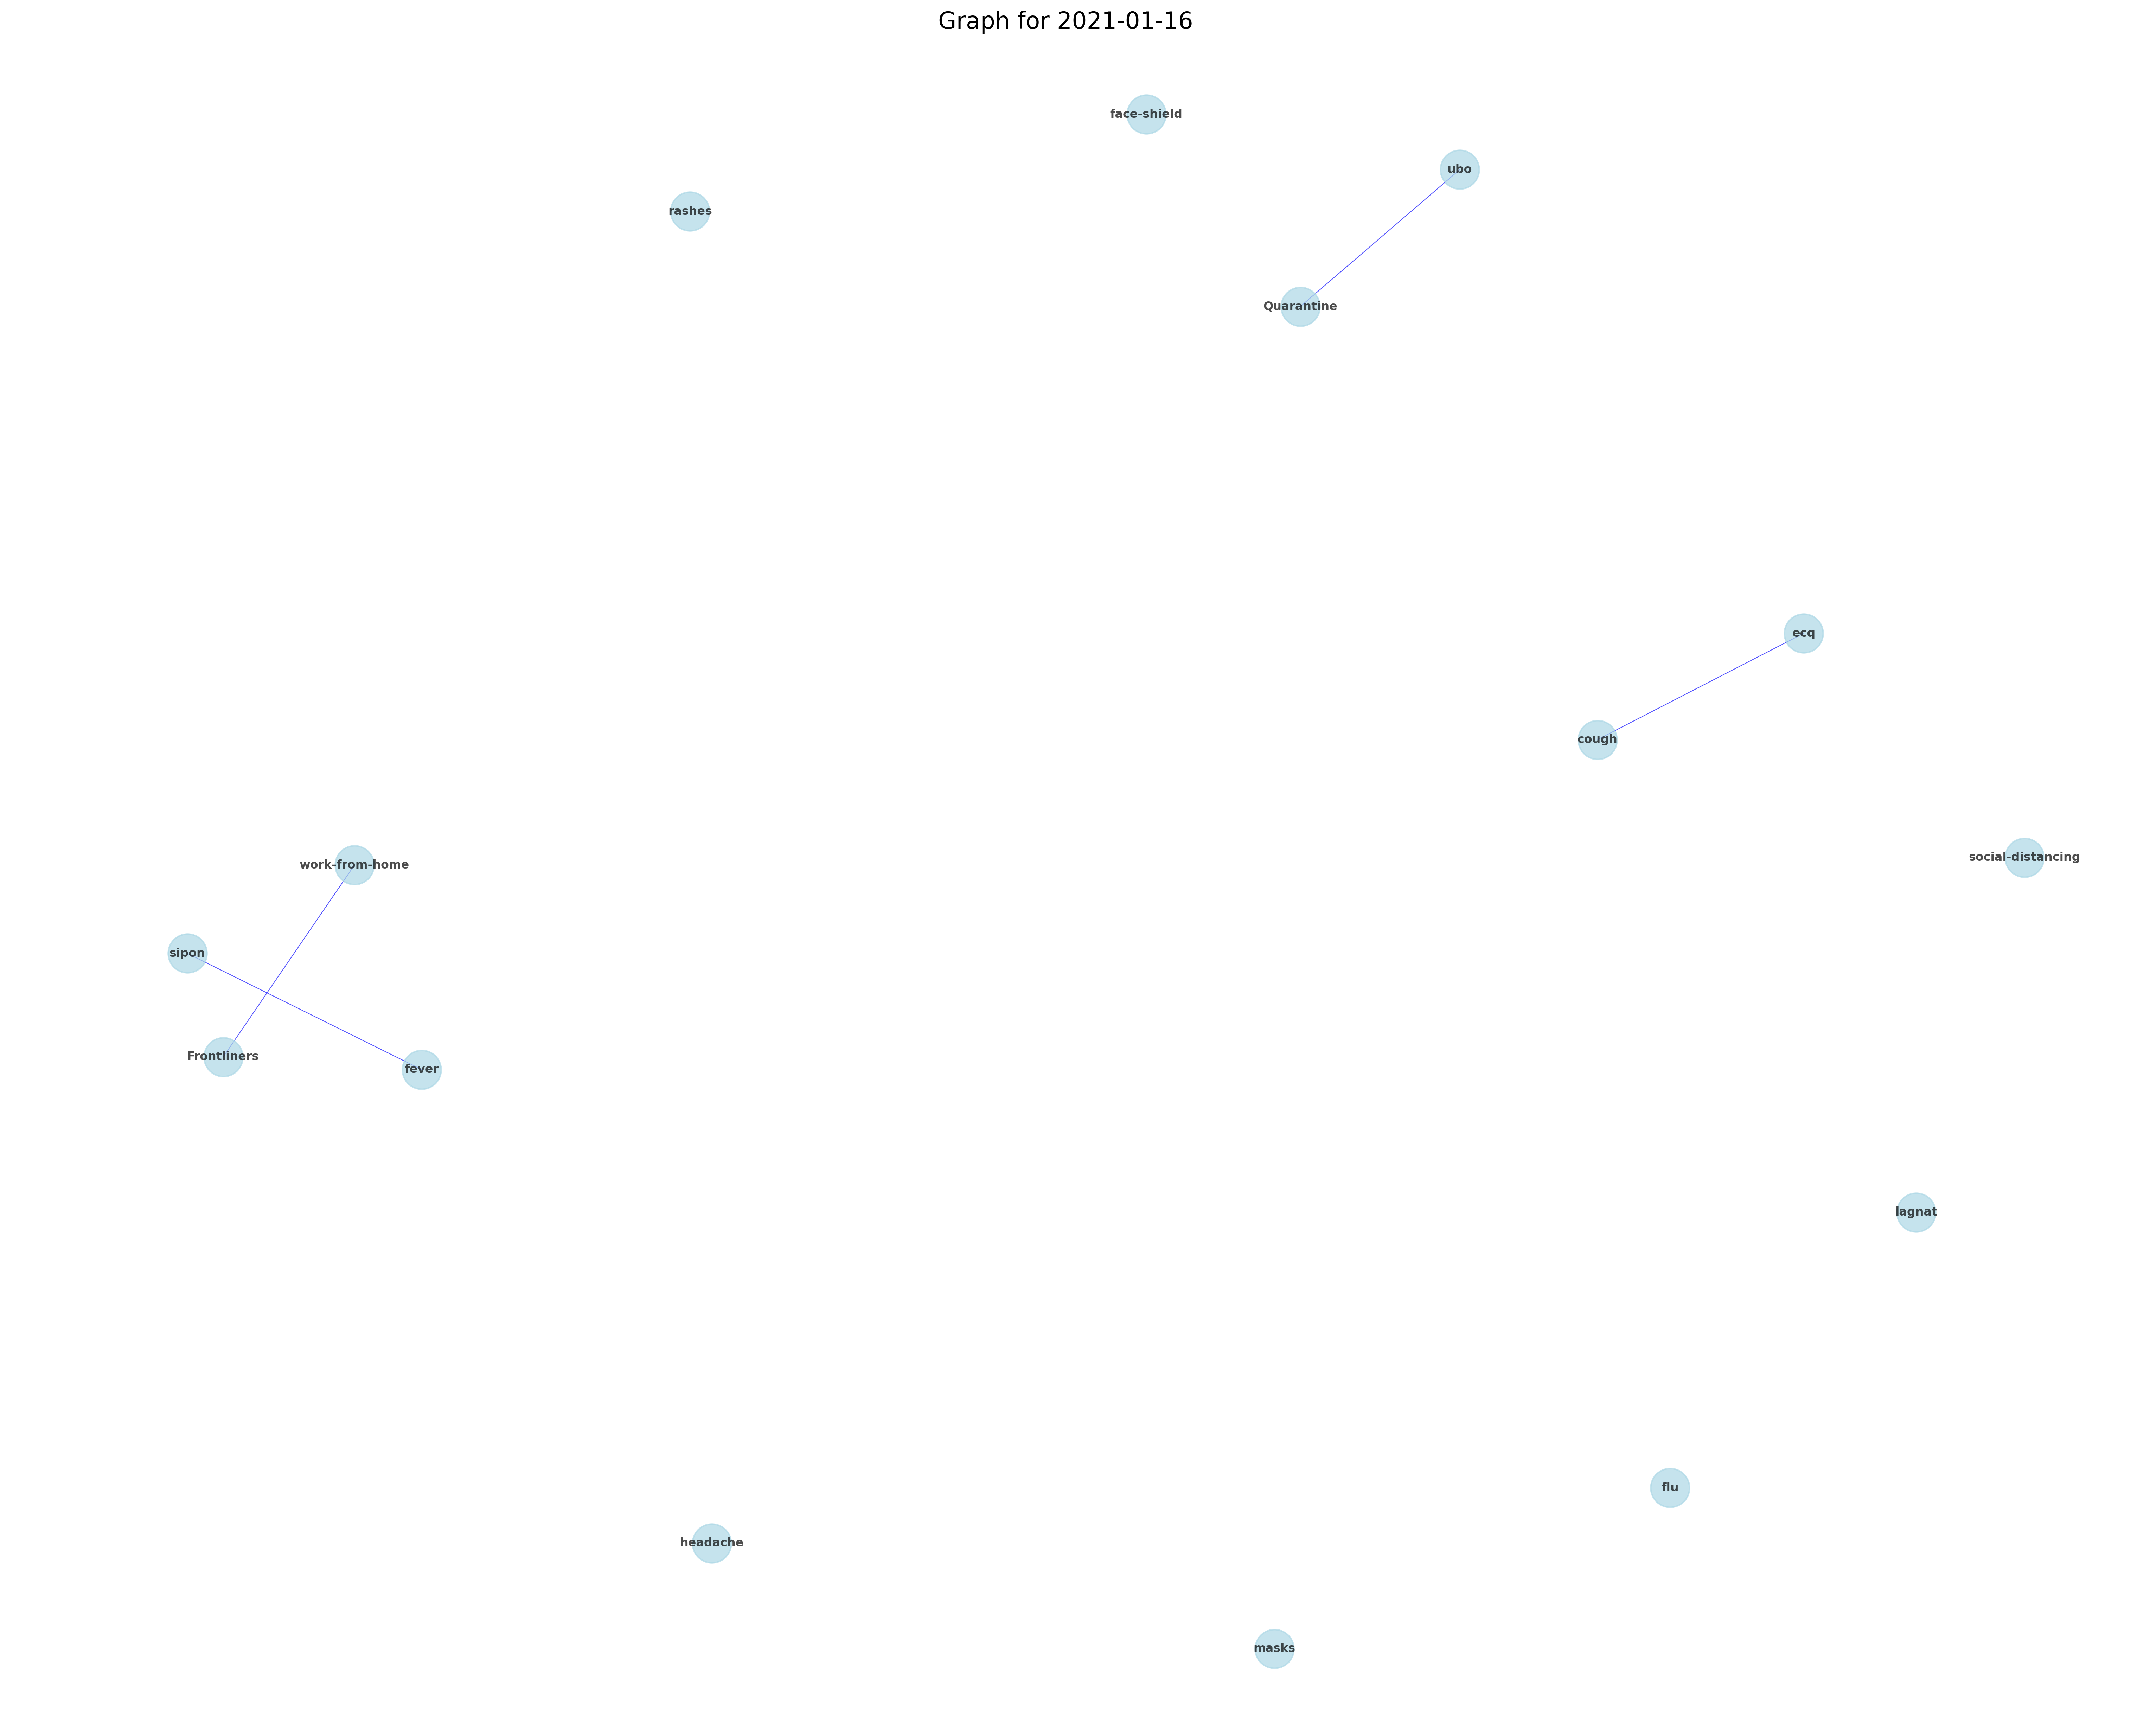 Graph for 2021-01-16
face-shield
ubo
rashes
Quarantine
ecq
cough
social-distancing
work-from-home
sipon
Frontliners
fever
lagnat
flu
headache
masks